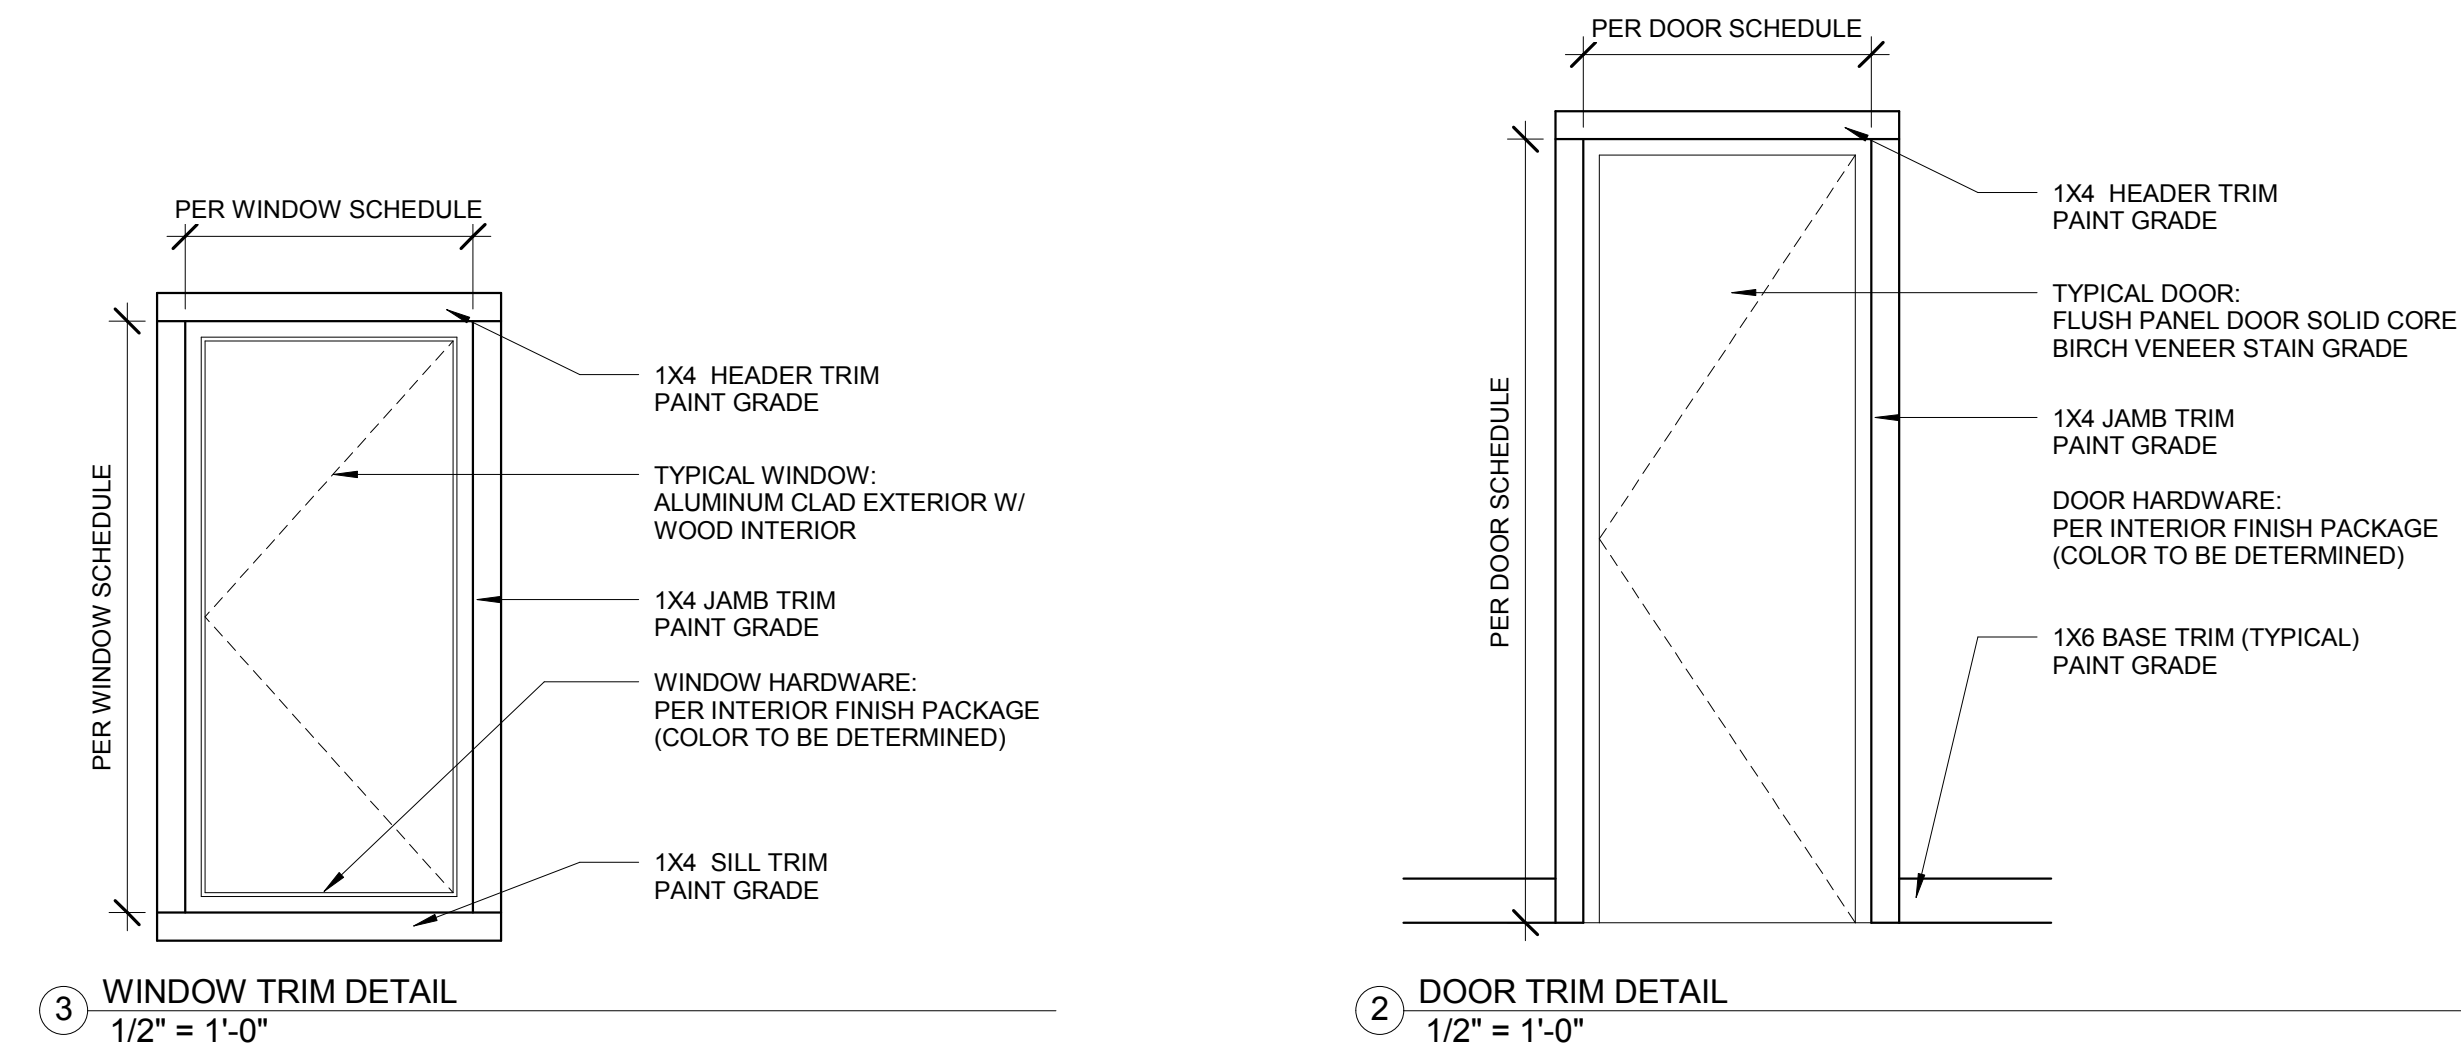 PER WINDOW SCHEDULE
PER WINDOW SCHEDULE
1X4  HEADER TRIM
PAINT GRADE
TYPICAL WINDOW:
ALUMINUM CLAD EXTERIOR W/
WOOD INTERIOR
1X4 JAMB TRIM
PAINT GRADE
WINDOW HARDWARE:
PER INTERIOR FINISH PACKAGE
(COLOR TO BE DETERMINED)
1X4  SILL TRIM
PAINT GRADE
3
WINDOW TRIM DETAIL
1/2" = 1'-0"
PER DOOR SCHEDULE
PER DOOR SCHEDULE
1X4  HEADER TRIM
PAINT GRADE
TYPICAL DOOR:
FLUSH PANEL DOOR SOLID CORE
BIRCH VENEER STAIN GRADE
1X4 JAMB TRIM
PAINT GRADE
DOOR HARDWARE:
PER INTERIOR FINISH PACKAGE
(COLOR TO BE DETERMINED)
1X6 BASE TRIM (TYPICAL)
PAINT GRADE
2
DOOR TRIM DETAIL
1/2" = 1'-0"